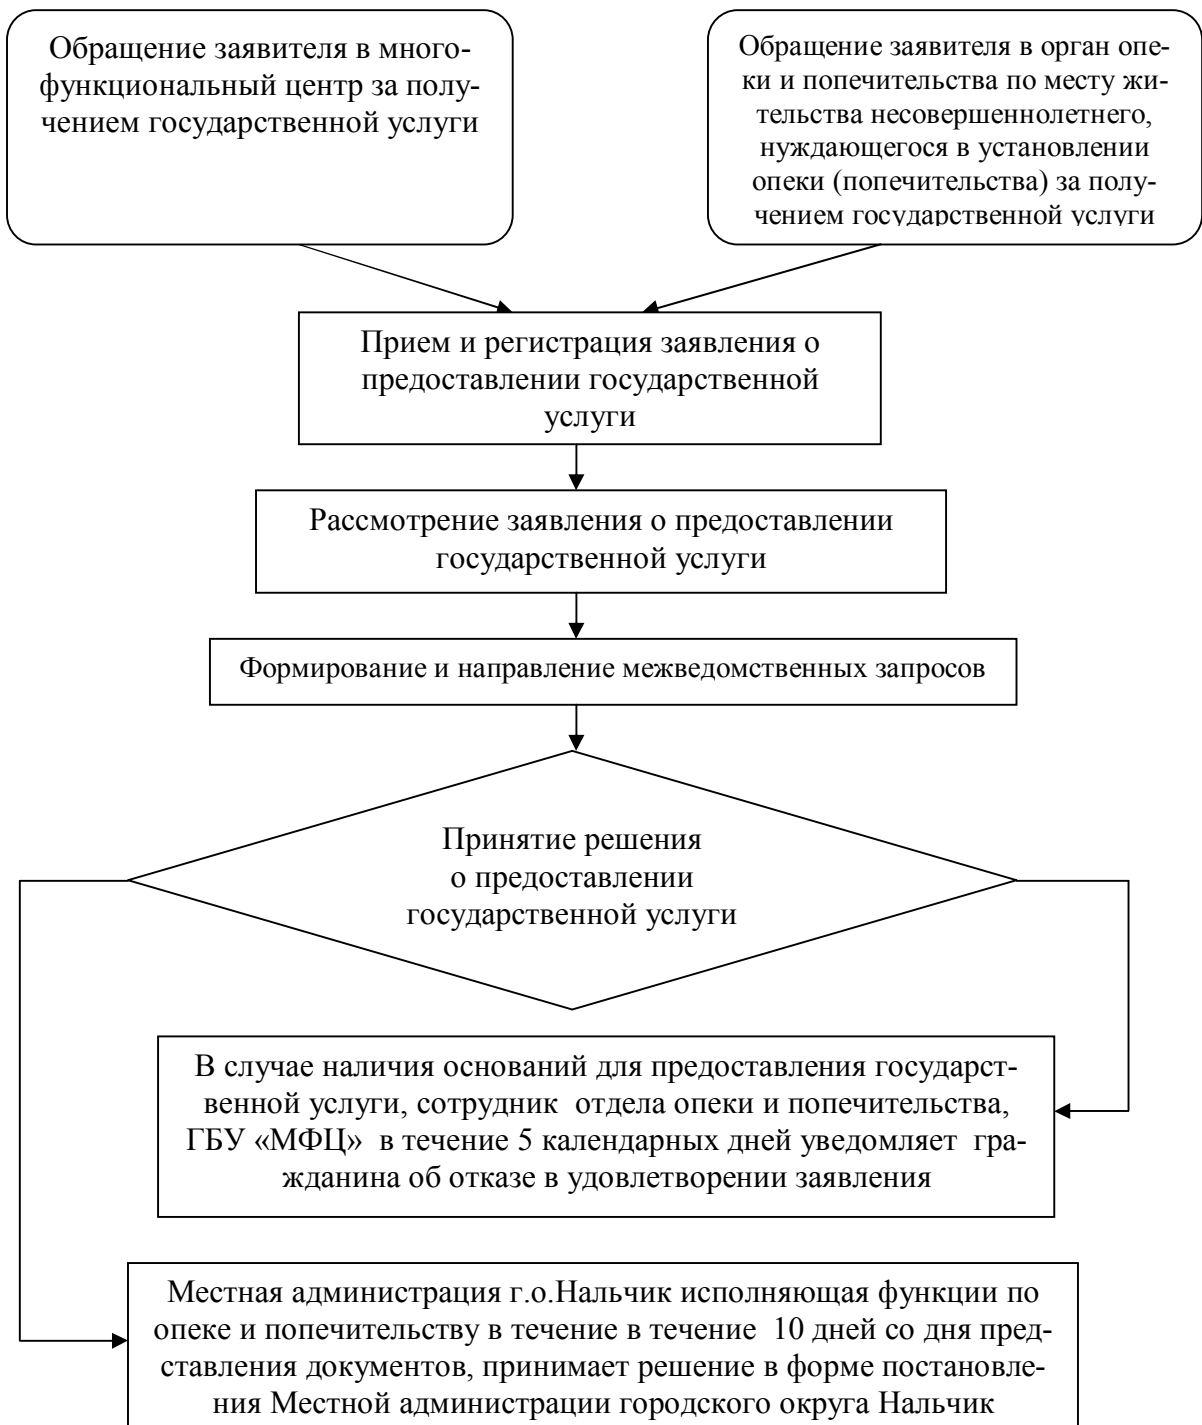 Обращение заявителя в много-
функциональный центр за полу-
чением государственной услуги
Обращение заявителя в орган опе-
ки и попечительства по месту жи-
тельства несовершеннолетнего,
нуждающегося в установлении
опеки (попечительства) за полу-
чением государственной услуги
Прием и регистрация заявления о
предоставлении государственной
услуги
Рассмотрение заявления о предоставлении
государственной услуги
Формирование и направление межведомственных запросов
Принятие решения
о предоставлении
государственной услуги
В случае наличия оснований для предоставления государст-
венной услуги, сотрудник отдела опеки и попечительства,
ГБУ «МФЦ» в течение 5 календарных дней уведомляет гра-
жданина об отказе в удовлетворении заявления
Местная администрация г.о.Нальчик исполняющая функции по
опеке и попечительству в течение в течение 10 дней со дня пред-
ставления документов, принимает решение в форме постановле-
ния Местной администрации городского округа Нальчик